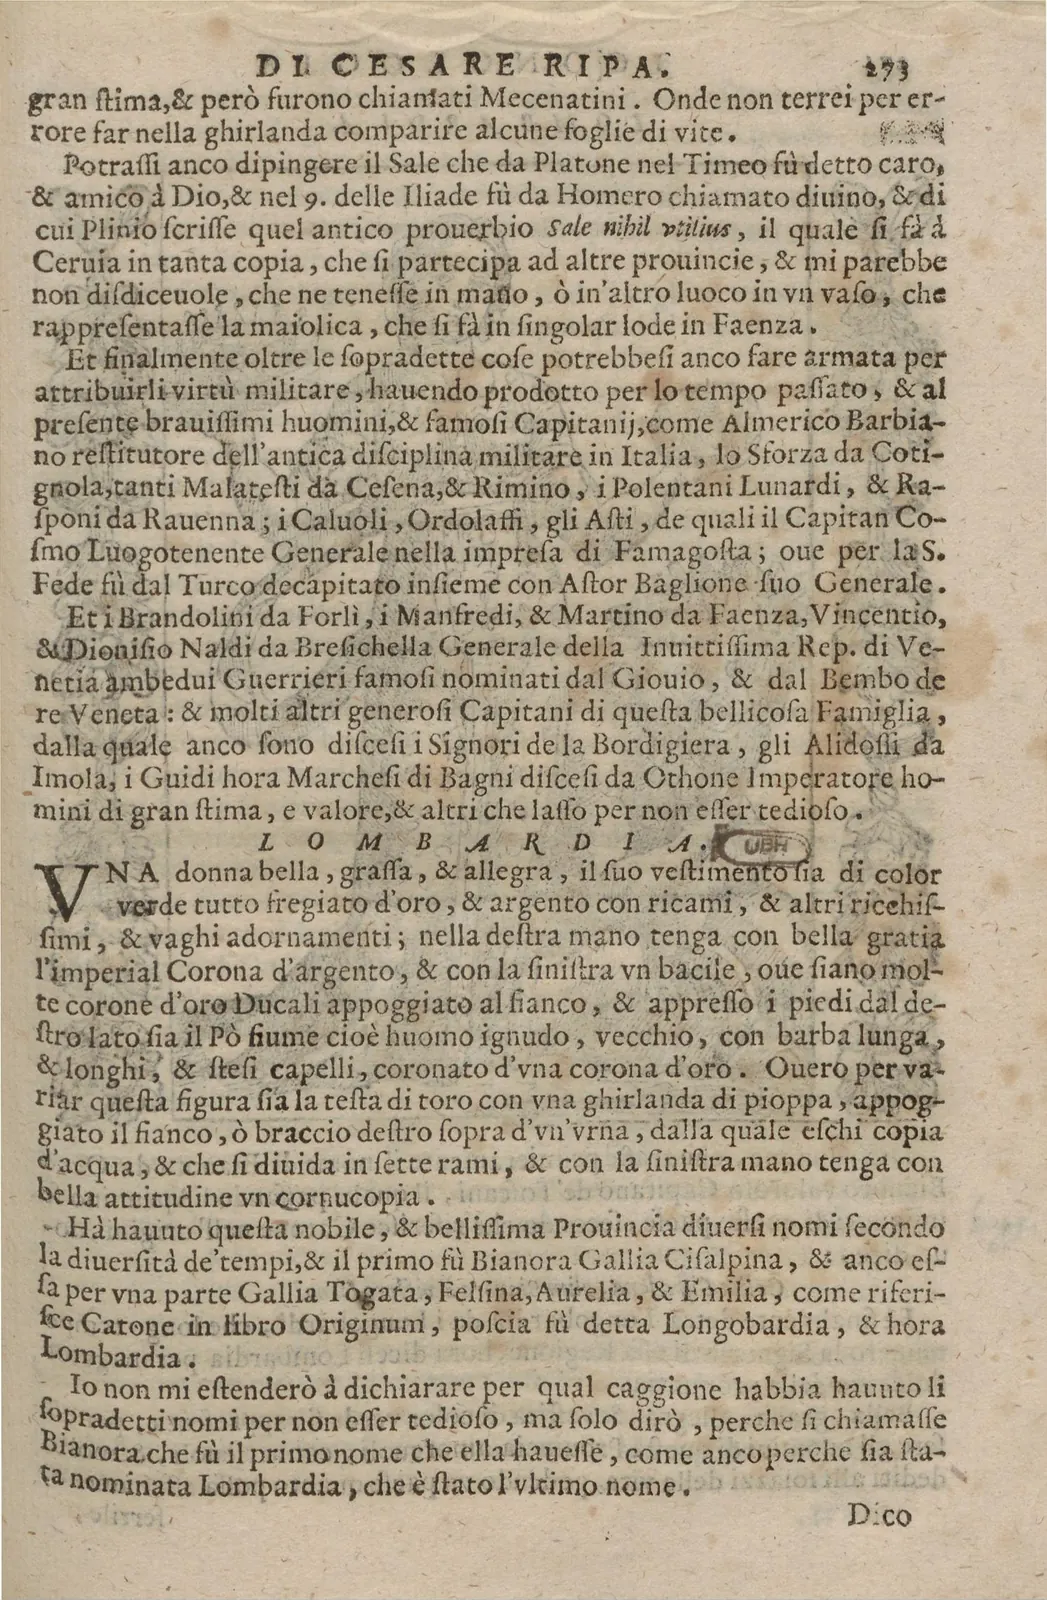 DI CESARE RIPA. 273
gran ſtima,& però furono chiamati Mecenatini. Onde non terrei per er-
rore far nella ghirlanda comparire alcune foglie di vite.
Potraſſi anco dipingere il Sale che da Platone nel Timeo fù detto caro,
& amico à Dio,& nel 9. delle Iliade fù da Homero chiamato diuino, & di
cui Plinio ſcriſſe quel antico prouerbio Sale nihil vtilius, il quale ſi fà à
Ceruia in tanta copia, che ſi partecipa ad altre prouincie, & mi parebbe
non diſdiceuole, che ne teneſſe in mano, ò in'altro luoco in vn vaſo, che
rappreſentaſſe la maiolica, che ſi fà in ſingolar lode in Faenza.
Et finalmente oltre le ſopradette coſe potrebbeſi anco fare armata per
attribuirli virtù militare, hauendo prodotto per lo tempo paſſato, & al
preſente brauiſſimi huomini,& famoſi Capitanij,come Almerico Barbia-
no reſtitutore dell'antica diſciplina militare in Italia, lo Sforza da Coti-
gnola,tanti Malateſti da Ceſena,& Rimino, i Polentani Lunardi, & Ra-
ſponi da Rauenna; i Caluoli, Ordolaffi, gli Aſti, de quali il Capitan Co-
ſmo Luogotenente Generale nella impreſa di Famagoſta; oue per la S.
Fede fù dal Turco decapitato inſieme con Aſtor Baglione ſuo Generale.
Et i Brandolini da Forlì, i Manfredi, & Martino da Faenza,Vincentio,
& Dioniſio Naldi da Breſichella Generale della Inuittiſſima Rep. di Ve-
netia ambedui Guerrieri famoſi nominati dal Giouio, & dal Bembo de
re Veneta: & molti altri generoſi Capitani di queſta bellicoſa Famiglia,
dalla quale anco ſono diſceſi i Signori de la Bordigiera, gli Alidoſſi da
Imola, i Guidi hora Marcheſi di Bagni diſceſi da Othone Imperatore ho-
mini di gran ſtima, e valore,& altri che laſſo per non eſſer tedioſo.
LOMBARDIA. UBH
VNA donna bella, graſſa, & allegra, il ſuo veſtimento ſia di color
verde tutto fregiato d'oro, & argento con ricami, & altri ricchiſ-
ſimi, & vaghi adornamenti; nella deſtra mano tenga con bella gratia
l'imperial Corona d'argento, & con la ſiniſtra vn bacile, oue ſiano mol-
te corone d'oro Ducali appoggiato al fianco, & appreſſo i piedi dal de-
ſtro lato ſia il Pò fiume cioè huomo ignudo, vecchio, con barba lunga,
& longhi, & ſteſi capelli, coronato d'vna corona d'oro. Ouero per va-
riar queſta figura ſia la teſta di toro con vna ghirlanda di pioppa, appog-
giato il fianco, ò braccio deſtro ſopra d'vn'vrna, dalla quale eſchi copia
d'acqua, & che ſi diuida in ſette rami, & con la ſiniſtra mano tenga con
bella attitudine vn cornucopia.
Hà hauuto queſta nobile, & belliſſima Prouincia diuerſi nomi ſecondo
la diuerſità de'tempi,& il primo fù Bianora Gallia Ciſalpina, & anco eſ-
ſa per vna parte Gallia Togata, Felſina, Aurelia, & Emilia, come riferi-
ſce Catone in libro Originum, poſcia fù detta Longobardia, & hora
Lombardia.
Io non mi eſtenderò à dichiarare per qual caggione habbia hauuto li
ſopradetti nomi per non eſſer tedioſo, ma ſolo dirò, perche ſi chiamaſſe
Bianora che fù il primo nome che ella haueſſe, come anco perche ſia ſta-
ta nominata Lombardia, che è ſtato l'vltimo nome.
Dico